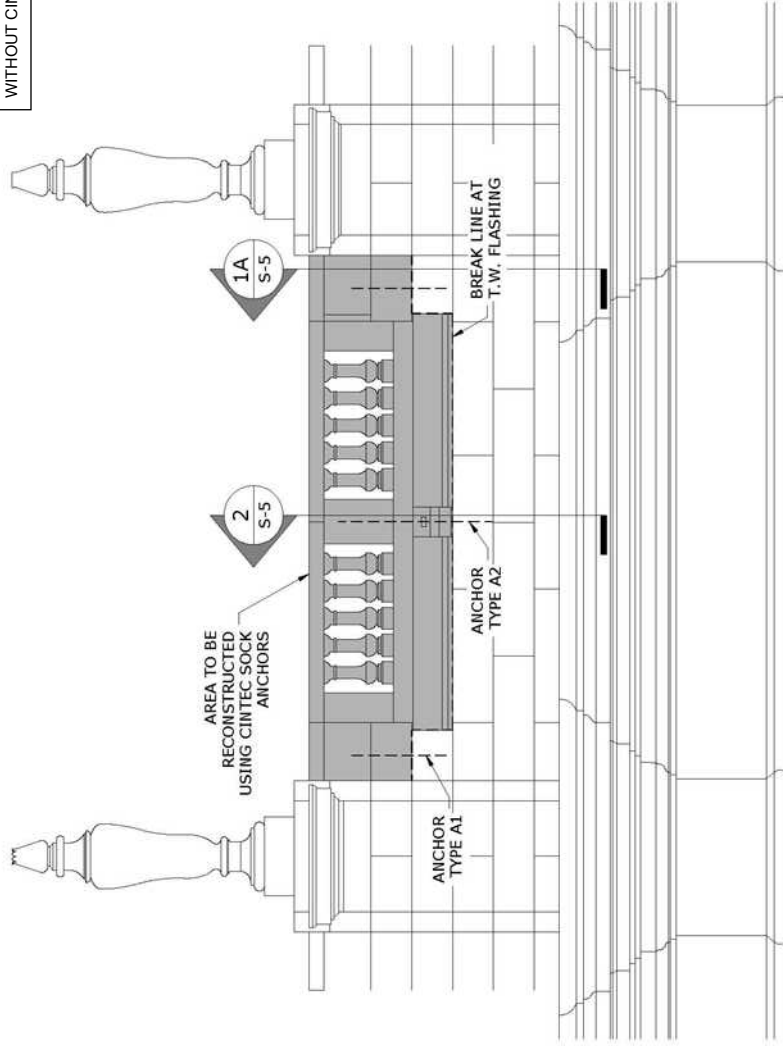 WITHOUT CIN
1A
S-5
2
S-5
AREA TO BE
RECONSTRUCTED
USING CINTEC SOCK
ANCHORS
BREAK LINE AT
T.W. FLASHING
ANCHOR
TYPE A2
ANCHOR
TYPE A1